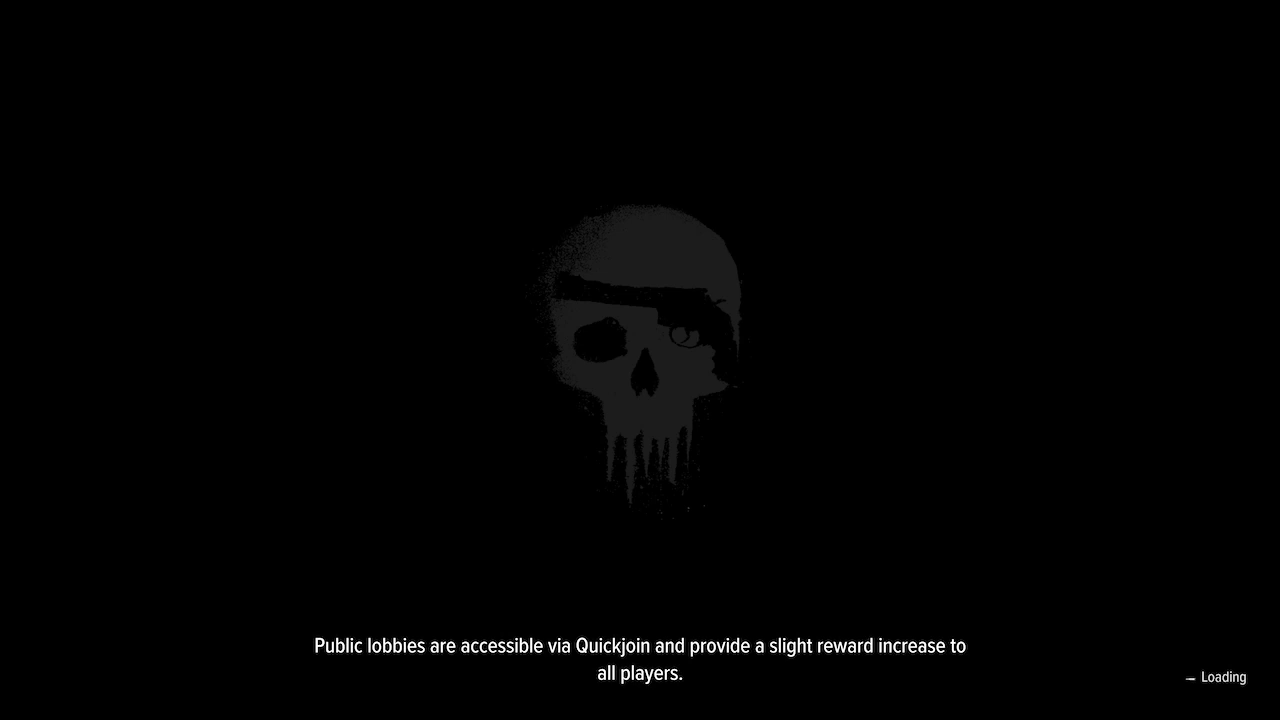 Public lobbies are accessible via Quickjoin and provide a slight reward increase to
all players.
Loading